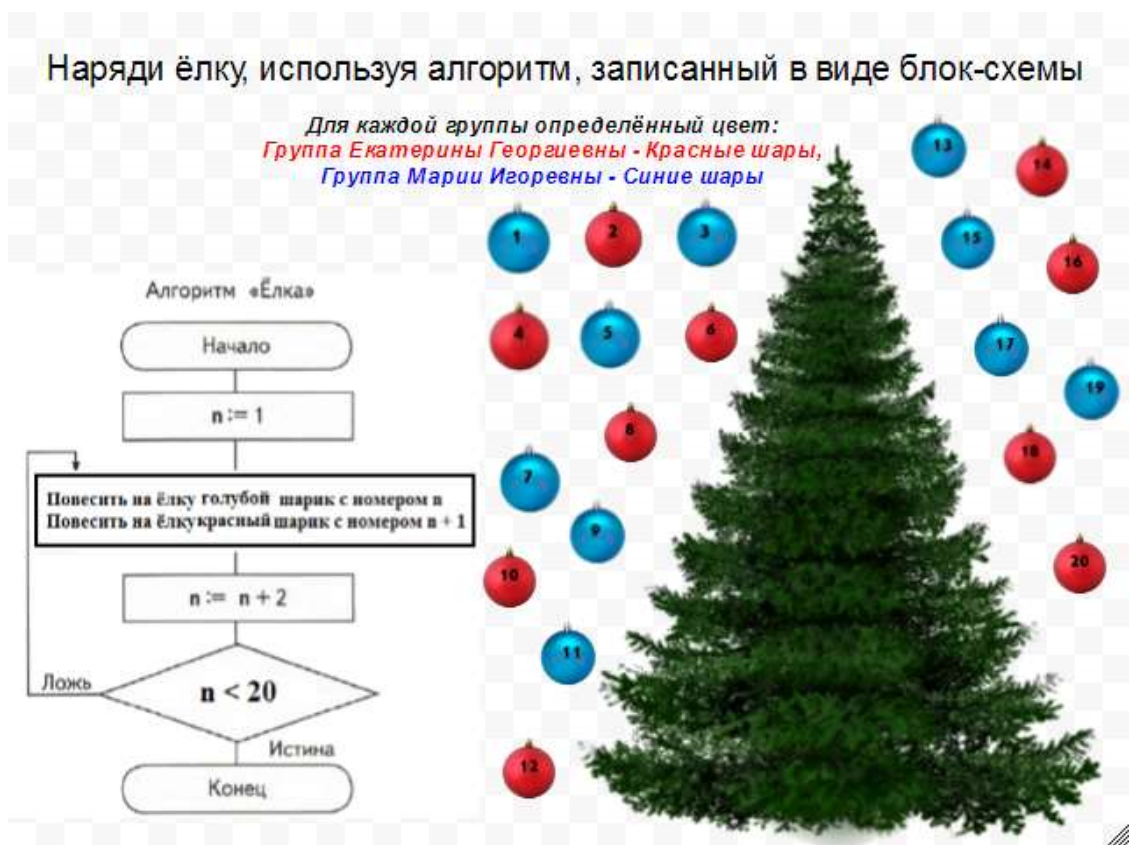 Наряди ёлку, используя алгоритм, записанный в виде блок-схемы
Для каждой группы определённый цвет:
Группа Екатерины Георгиевны - Красные шары,
Группа Марии Игоревны - Синие шары
Алгоритм «Ёлка»
Начало
n := 1
Повесить на ёлку голубой шарик с номером n
Повесить на ёлку красный шарик с номером n + 1
n := n + 2
Ложь
n < 20
Истина
Конец
1
2
3
4
5
6
8
7
9
10
11
12
13
14
15
16
17
19
18
20